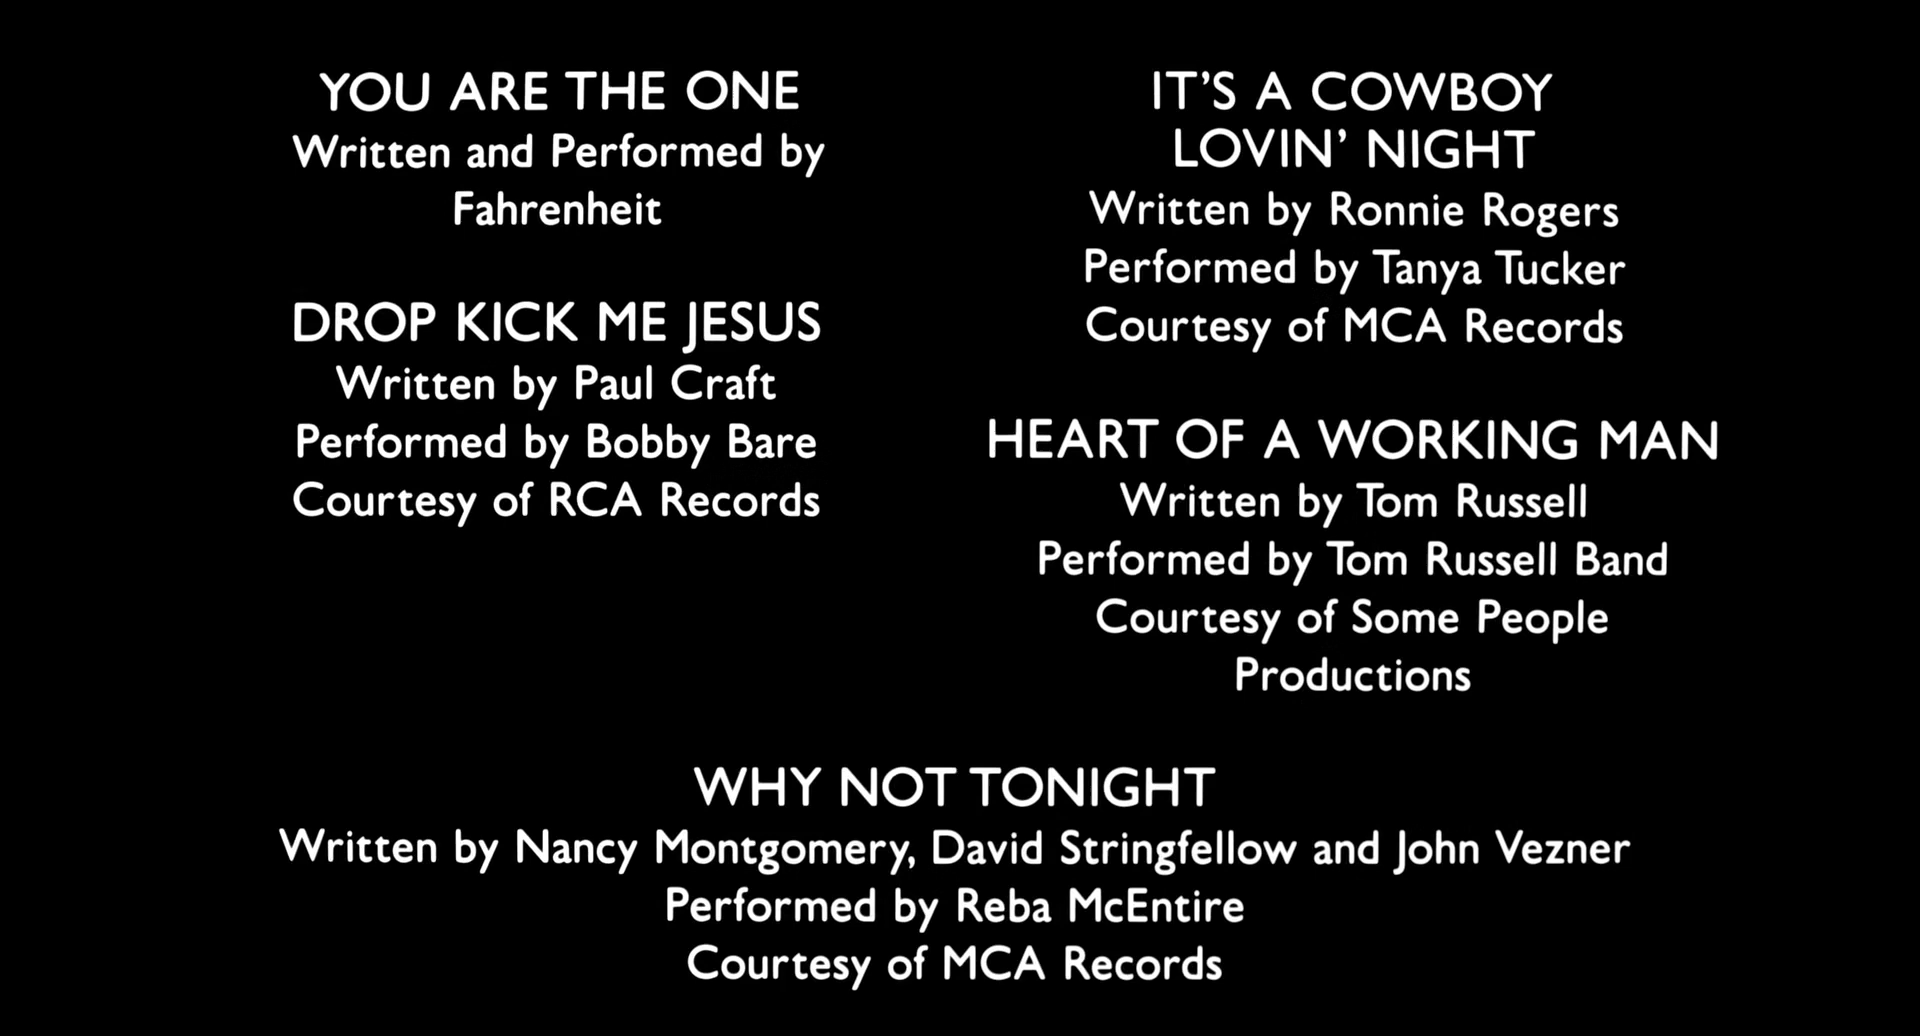 YOU ARE THE ONE
Written and Performed by
Fahrenheit
DROP KICK ME JESUS
Written by Paul Craft
Performed by Bobby Bare
Courtesy of RCA Records
IT’S A COWBOY
LOVIN’ NIGHT
Written by Ronnie Rogers
Performed by Tanya Tucker
Courtesy of MCA Records
HEART OF A WORKING MAN
Written by Tom Russell
Performed by Tom Russell Band
Courtesy of Some People
Productions
WHY NOT TONIGHT
Written by Nancy Montgomery, David Stringfellow and John Vezner
Performed by Reba McEntire
Courtesy of MCA Records